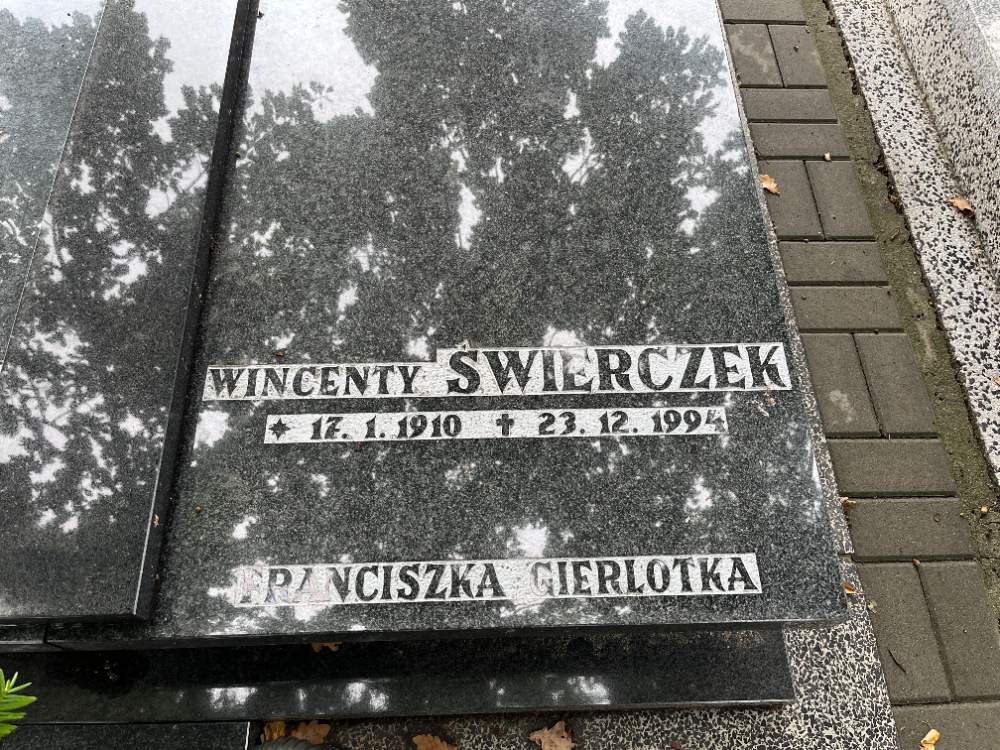 WINCENTY ŚWIERCZEK
* 17. 1. 1910 ✝ 23. 12. 1994
FRANCISZKA GIERLOTKA